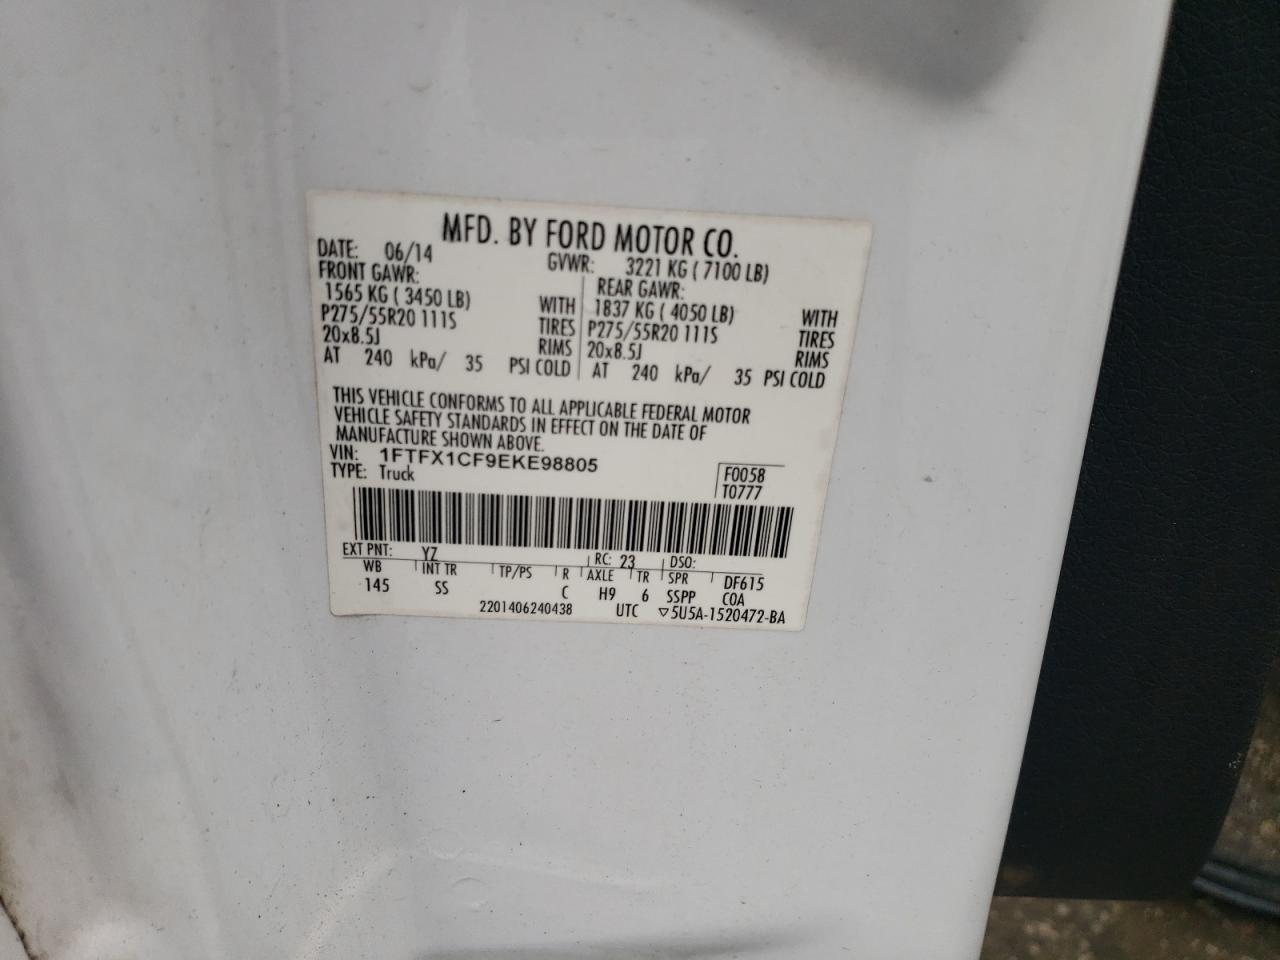 MFD. BY FORD MOTOR CO.
DATE: 06/14 GVWR: 3221 KG ( 7100 LB)
FRONT GAWR: REAR GAWR:
1565 KG ( 3450 LB) WITH 1837 KG ( 4050 LB) WITH
P275/55R20 111S TIRES P275/55R20 111S TIRES
20x8.5J RIMS 20x8.5J RIMS
AT 240 kPa/ 35 PSI COLD AT 240 kPa/ 35 PSI COLD
THIS VEHICLE CONFORMS TO ALL APPLICABLE FEDERAL MOTOR
VEHICLE SAFETY STANDARDS IN EFFECT ON THE DATE OF
MANUFACTURE SHOWN ABOVE.
VIN: 1FTFX1CF9EKE98805 F0058
TYPE: Truck T0777
EXT PNT: YZ RC: 23 DSO:
WB INT TR TP/PS R AXLE TR SPR DF615
145 SS C H9 6 SSPP COA
2201406240438 UTC ▽5U5A-1520472-BA